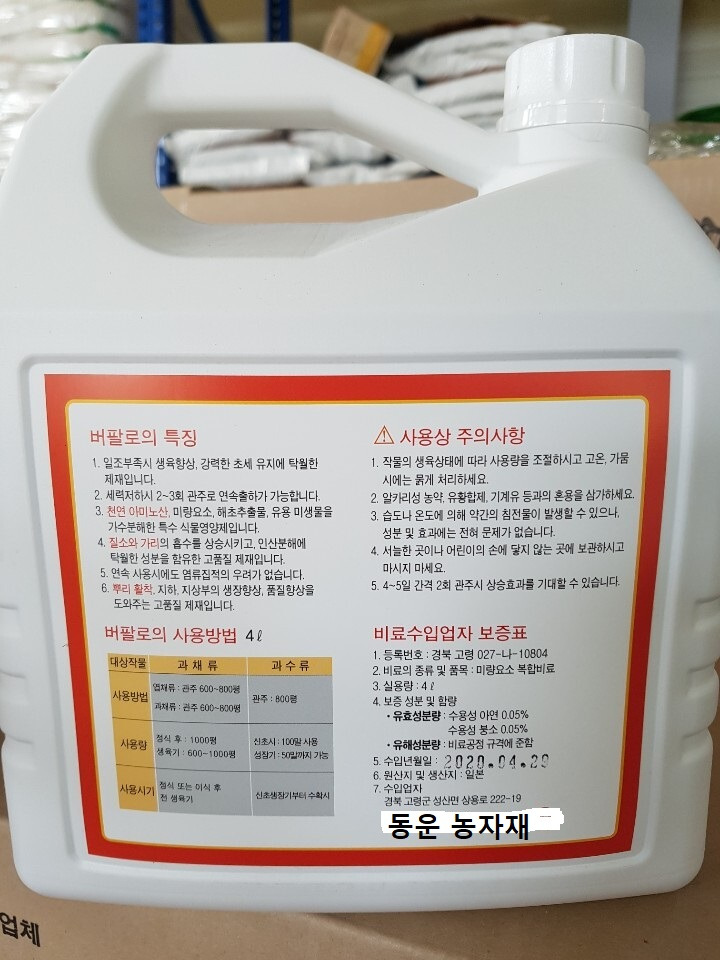 버팔로의 특징
1. 일조부족시 생육향상, 강력한 초세 유지에 탁월한
제재입니다.
2. 세력저하시 2~3회 관주로 연속출하가 가능합니다.
3. 천연 아미노산, 미량요소, 해초추출물, 유용 미생물을
가수분해한 특수 식물영양제입니다.
4. 질소와 가리의 흡수를 상승시키고, 인산분해에
탁월한 성분을 함유한 고품질 제재입니다.
5. 연속 사용시에도 염류집적의 우려가 없습니다.
6. 뿌리 활착, 지하, 지상부의 생장향상, 품질향상을
도와주는 고품질 제재입니다.
버팔로의 사용방법 4ℓ
대상작물 과 채 류 과 수 류
사용방법 엽채류 : 관주 600~800평 관주 : 800평
과채류 : 관주 600~800평
사용량 정식 후 : 1000평 신초시 : 100말 사용
생육기 : 600~1000평 성장기 : 50말까지 가능
사용시기 정식 또는 이식 후 신초생장기부터 수확시
전 생육기
⚠ 사용상 주의사항
1. 작물의 생육상태에 따라 사용량을 조절하시고 고온, 가뭄
시에는 묽게 처리하세요.
2. 알카리성 농약, 유황합제, 기계유 등과의 혼용을 삼가하세요.
3. 습도나 온도에 의해 약간의 침전물이 발생할 수 있으나,
성분 및 효과에는 전혀 문제가 없습니다.
4. 서늘한 곳이나 어린이의 손에 닿지 않는 곳에 보관하시고
마시지 마세요.
5. 4~5일 간격 2회 관주시 상승효과를 기대할 수 있습니다.
비료수입업자 보증표
1. 등록번호 : 경북 고령 027-나-10804
2. 비료의 종류 및 품목 : 미량요소 복합비료
3. 실용량 : 4ℓ
4. 보증 성분 및 함량
· 유효성분량 : 수용성 아연 0.05%
수용성 붕소 0.05%
· 유해성분량 : 비료공정 규격에 준함
5. 수입년월일 : 2020.04.29
6. 원산지 및 생산지 : 일본
7. 수입업자
경북 고령군 성산면 상용로 222-19
동운 농자재
업체